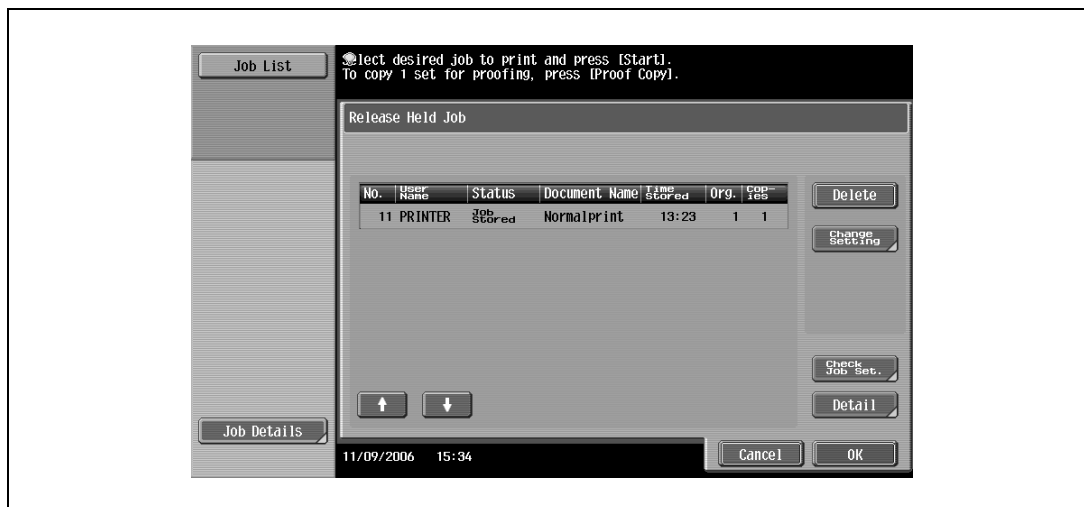 Job List
Select desired job to print and press [Start].
To copy 1 set for proofing, press [Proof Copy].
Release Held Job
No. User Name Status Document Name Time Stored Org. Cop-ies
11 PRINTER Job Stored Normalprint 13:23 1 1
Delete
Change Setting
Check Job Set.
Detail
Job Details
11/09/2006 15:34
Cancel OK